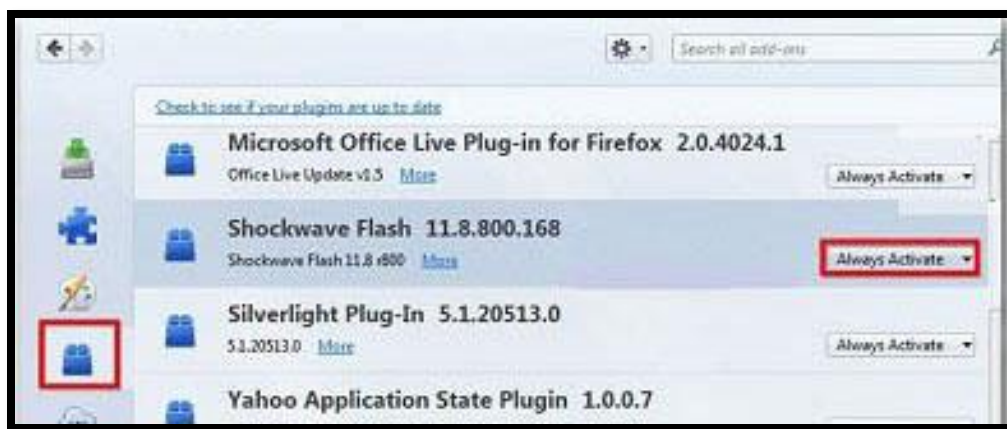 Search all add-ons
Check to see if your plugins are up to date
Microsoft Office Live Plug-in for Firefox 2.0.4024.1
Office Live Update v1.5 More
Always Activate
Shockwave Flash 11.8.800.168
Shockwave Flash 11.8 r800 More
Always Activate
Silverlight Plug-In 5.1.20513.0
5.1.20513.0 More
Always Activate
Yahoo Application State Plugin 1.0.0.7